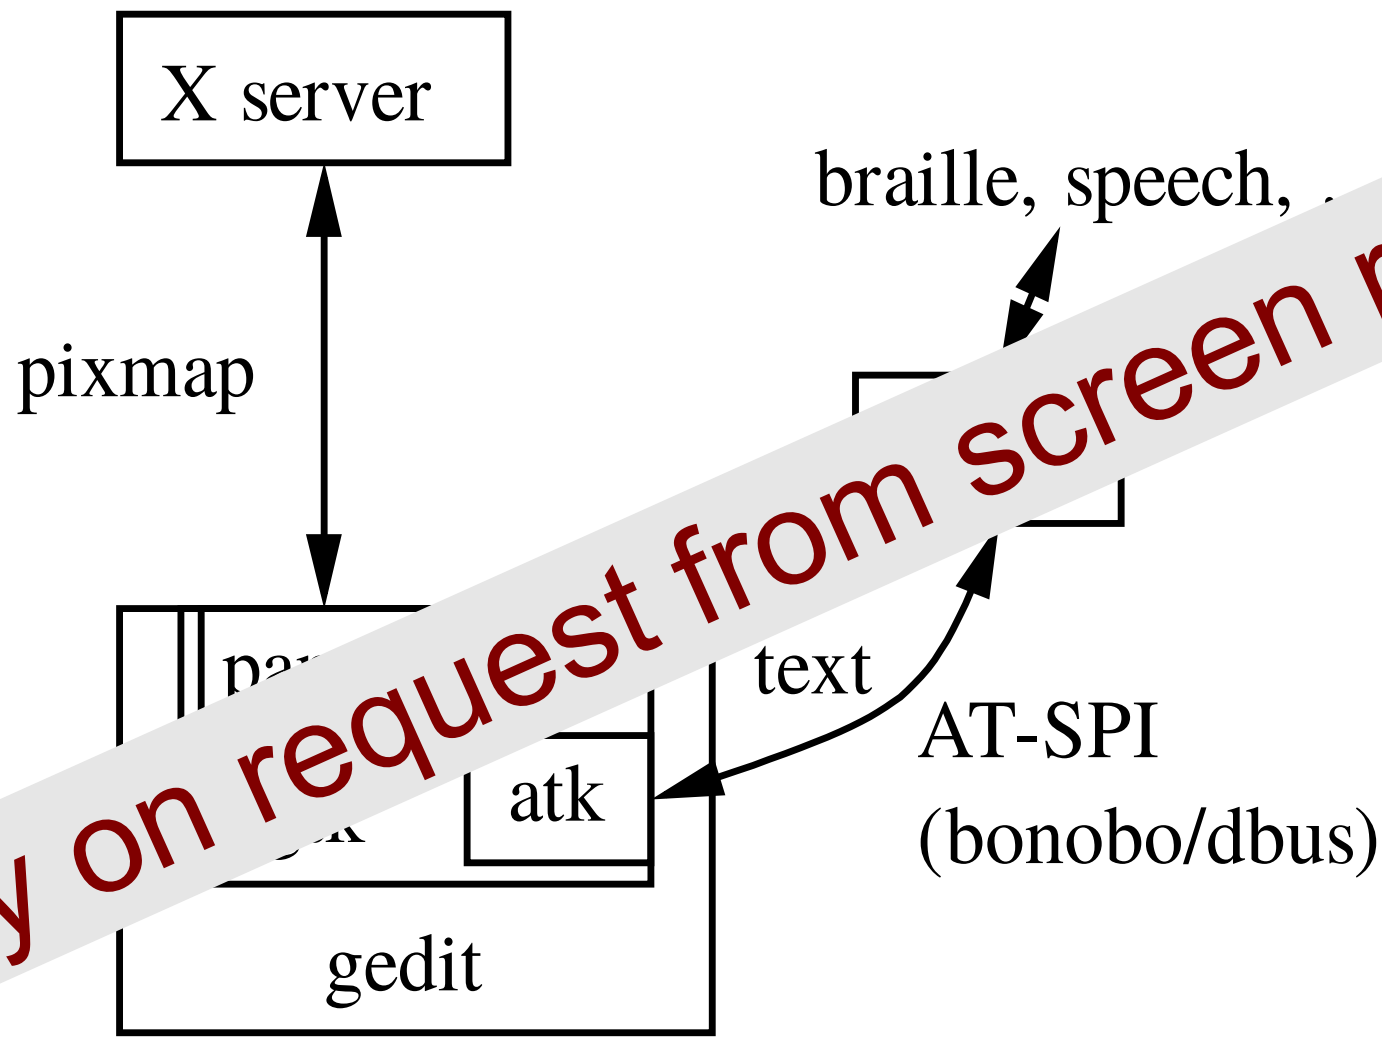 X server
braille, speech, .
pixmap
y on request from screen
text
AT-SPI
atk
(bonobo/dbus)
gedit